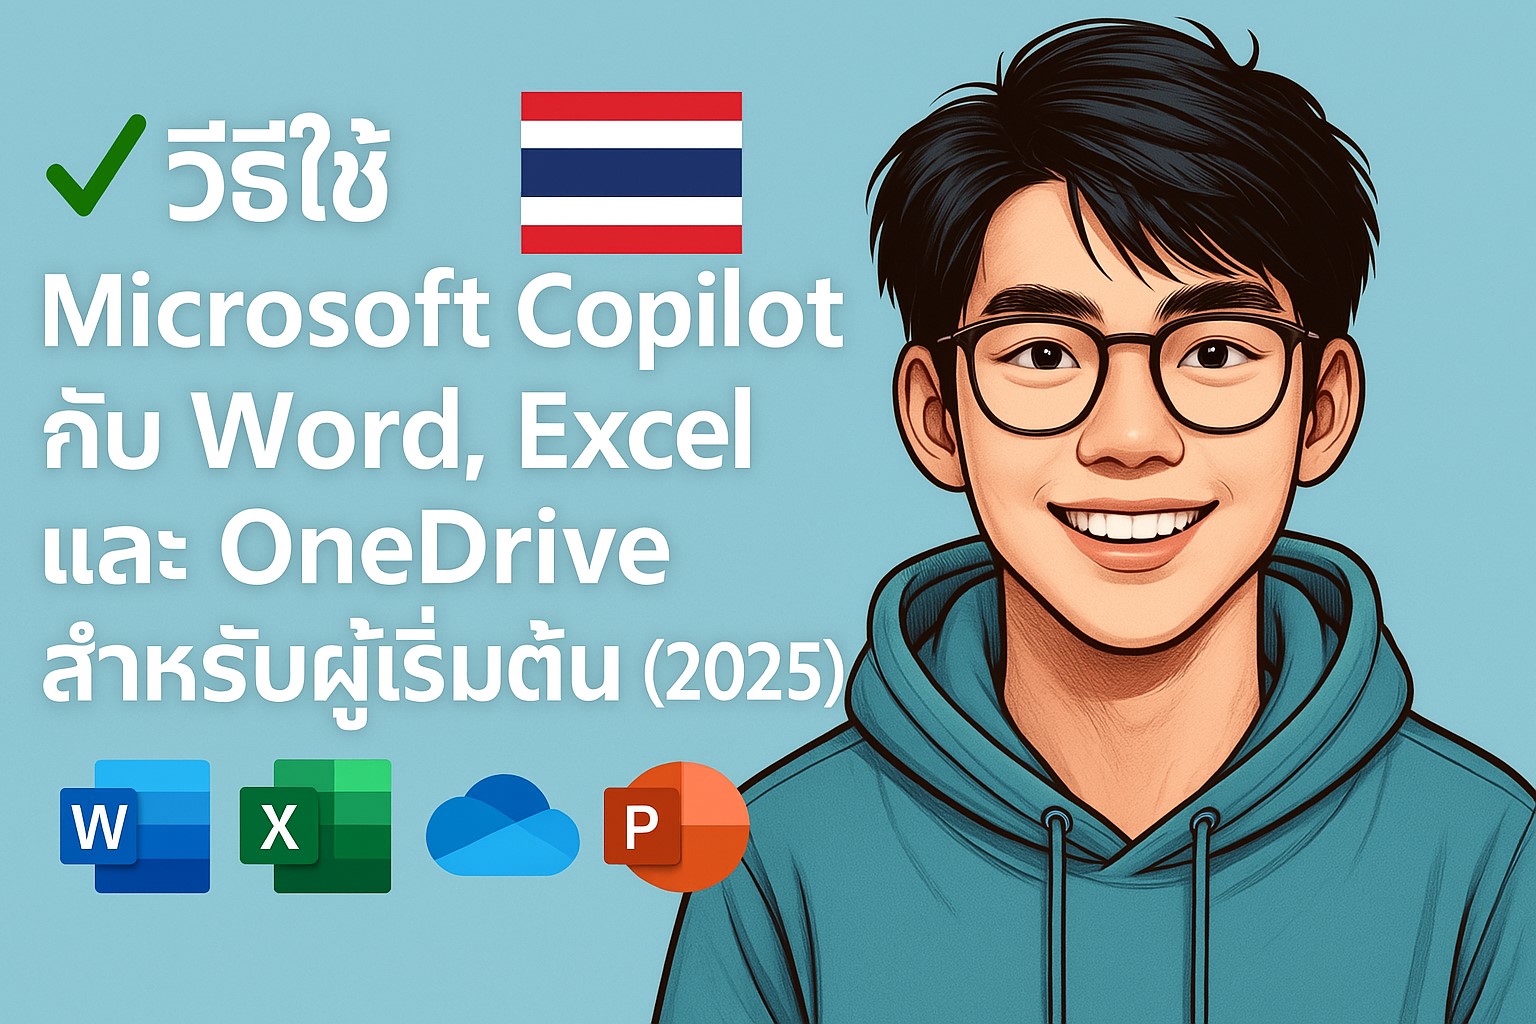 วิธีใช้
Microsoft Copilot
กับ Word, Excel
และ OneDrive
สำหรับผู้เริ่มต้น (2025)
W X P